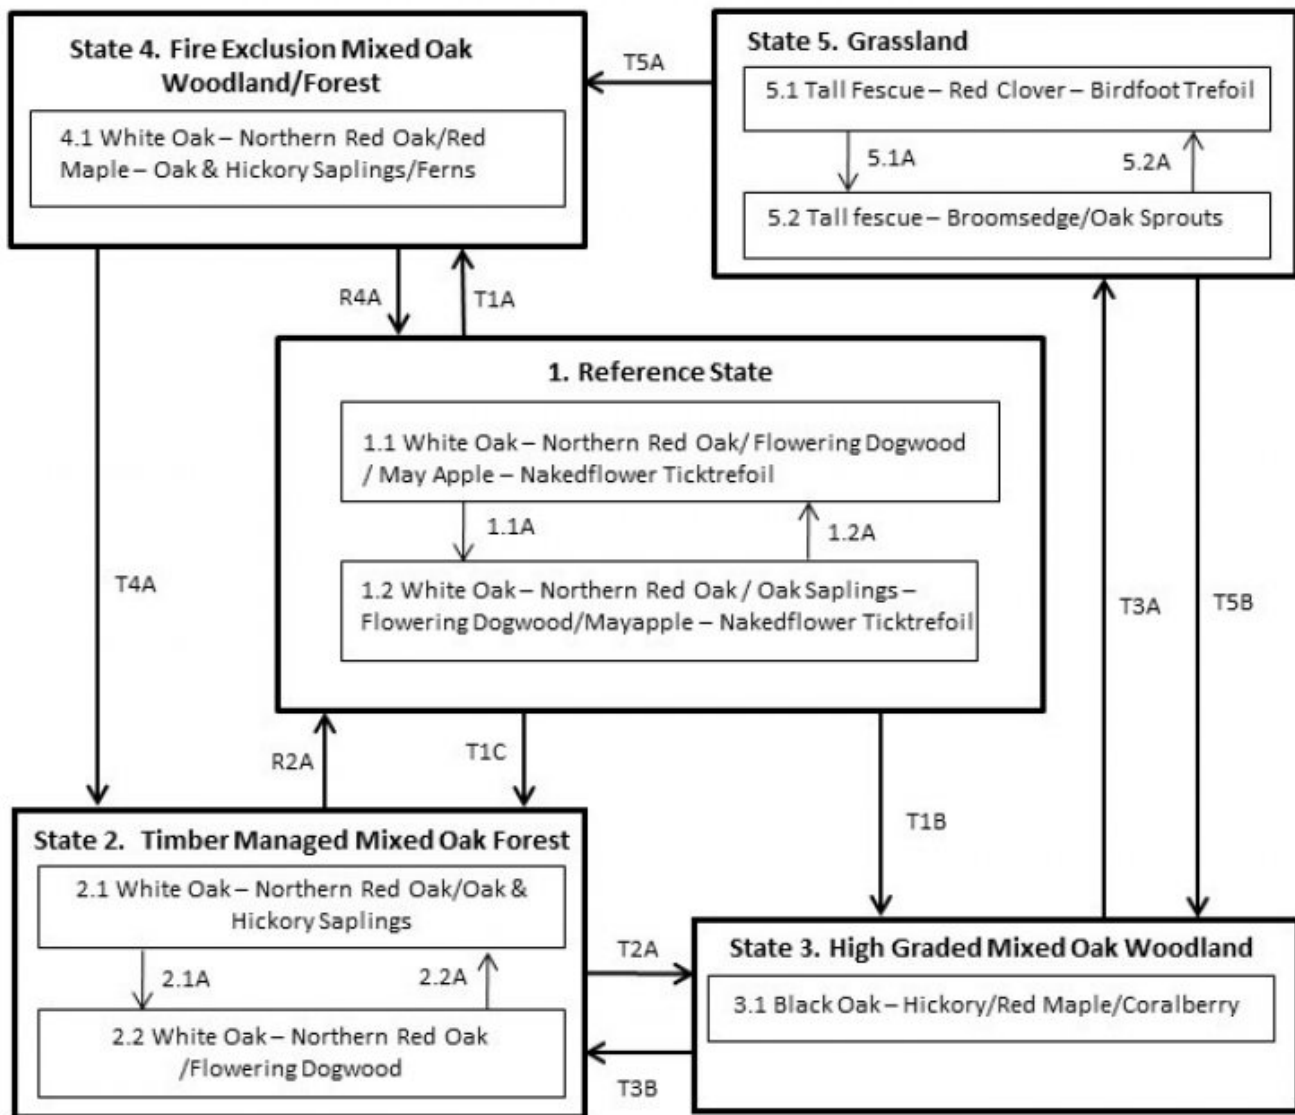 State 4. Fire Exclusion Mixed Oak
Woodland/Forest
4.1 White Oak – Northern Red Oak/Red
Maple – Oak & Hickory Saplings/Ferns
T5A
State 5. Grassland
5.1 Tall Fescue – Red Clover – Birdfoot Trefoil
5.1A
5.2A
5.2 Tall fescue – Broomsedge/Oak Sprouts
R4A
T1A
1. Reference State
1.1 White Oak – Northern Red Oak/ Flowering Dogwood
/ May Apple – Nakedflower Ticktrefoil
1.1A
1.2A
1.2 White Oak – Northern Red Oak / Oak Saplings –
Flowering Dogwood/Mayapple – Nakedflower Ticktrefoil
T4A
T3A
T5B
R2A
T1C
T1B
State 2. Timber Managed Mixed Oak Forest
2.1 White Oak – Northern Red Oak/Oak &
Hickory Saplings
2.1A
2.2A
2.2 White Oak – Northern Red Oak
/Flowering Dogwood
T2A
T3B
State 3. High Graded Mixed Oak Woodland
3.1 Black Oak – Hickory/Red Maple/Coralberry